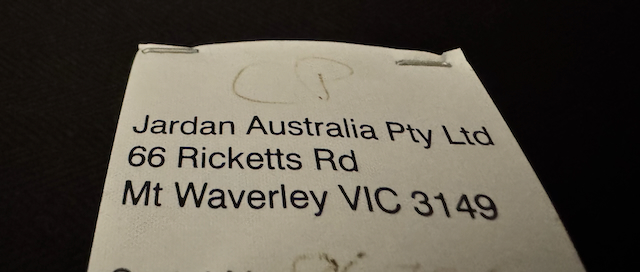 CP
Jardan Australia Pty Ltd
66 Ricketts Rd
Mt Waverley VIC 3149